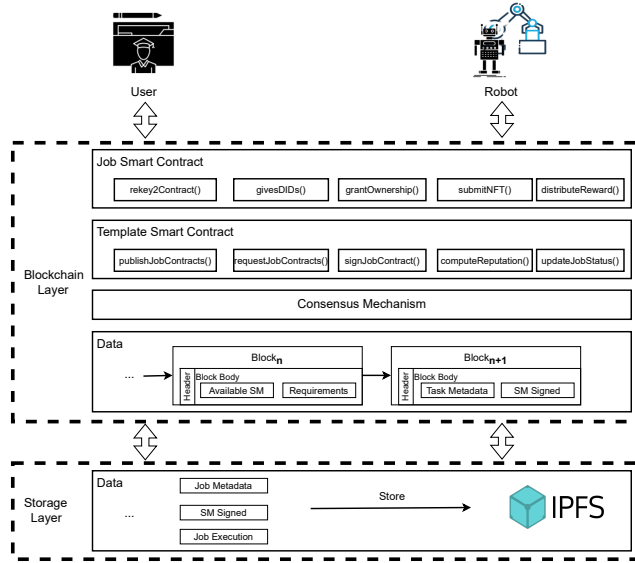 User
Robot
Blockchain
Layer
Job Smart Contract
rekey2Contract()
givesDIDs()
grantOwnership()
submitNFT()
distributeReward()
Template Smart Contract
publishJobContracts()
requestJobContracts()
signJobContract()
computeReputation()
updateJobStatus()
Consensus Mechanism
Data
...
Block n
Header
Block Body
Available SM
Requirements
Block n+1
Header
Block Body
Task Metadata
SM Signed
Storage
Layer
Data
...
Job Metadata
SM Signed
Job Execution
Store
IPFS